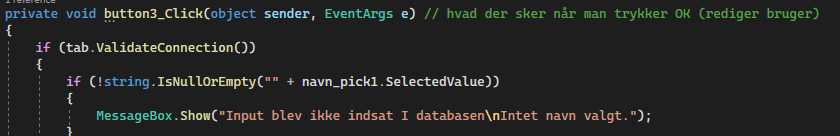 1 reference
private void button3_Click(object sender, EventArgs e) // hvad der sker når man trykker OK (rediger bruger)
{
if (tab.ValidateConnection())
{
if (!string.IsNullOrEmpty("" + navn_pick1.SelectedValue))
{
MessageBox.Show("Input blev ikke indsat I databasen\nIntet navn valgt.");
}